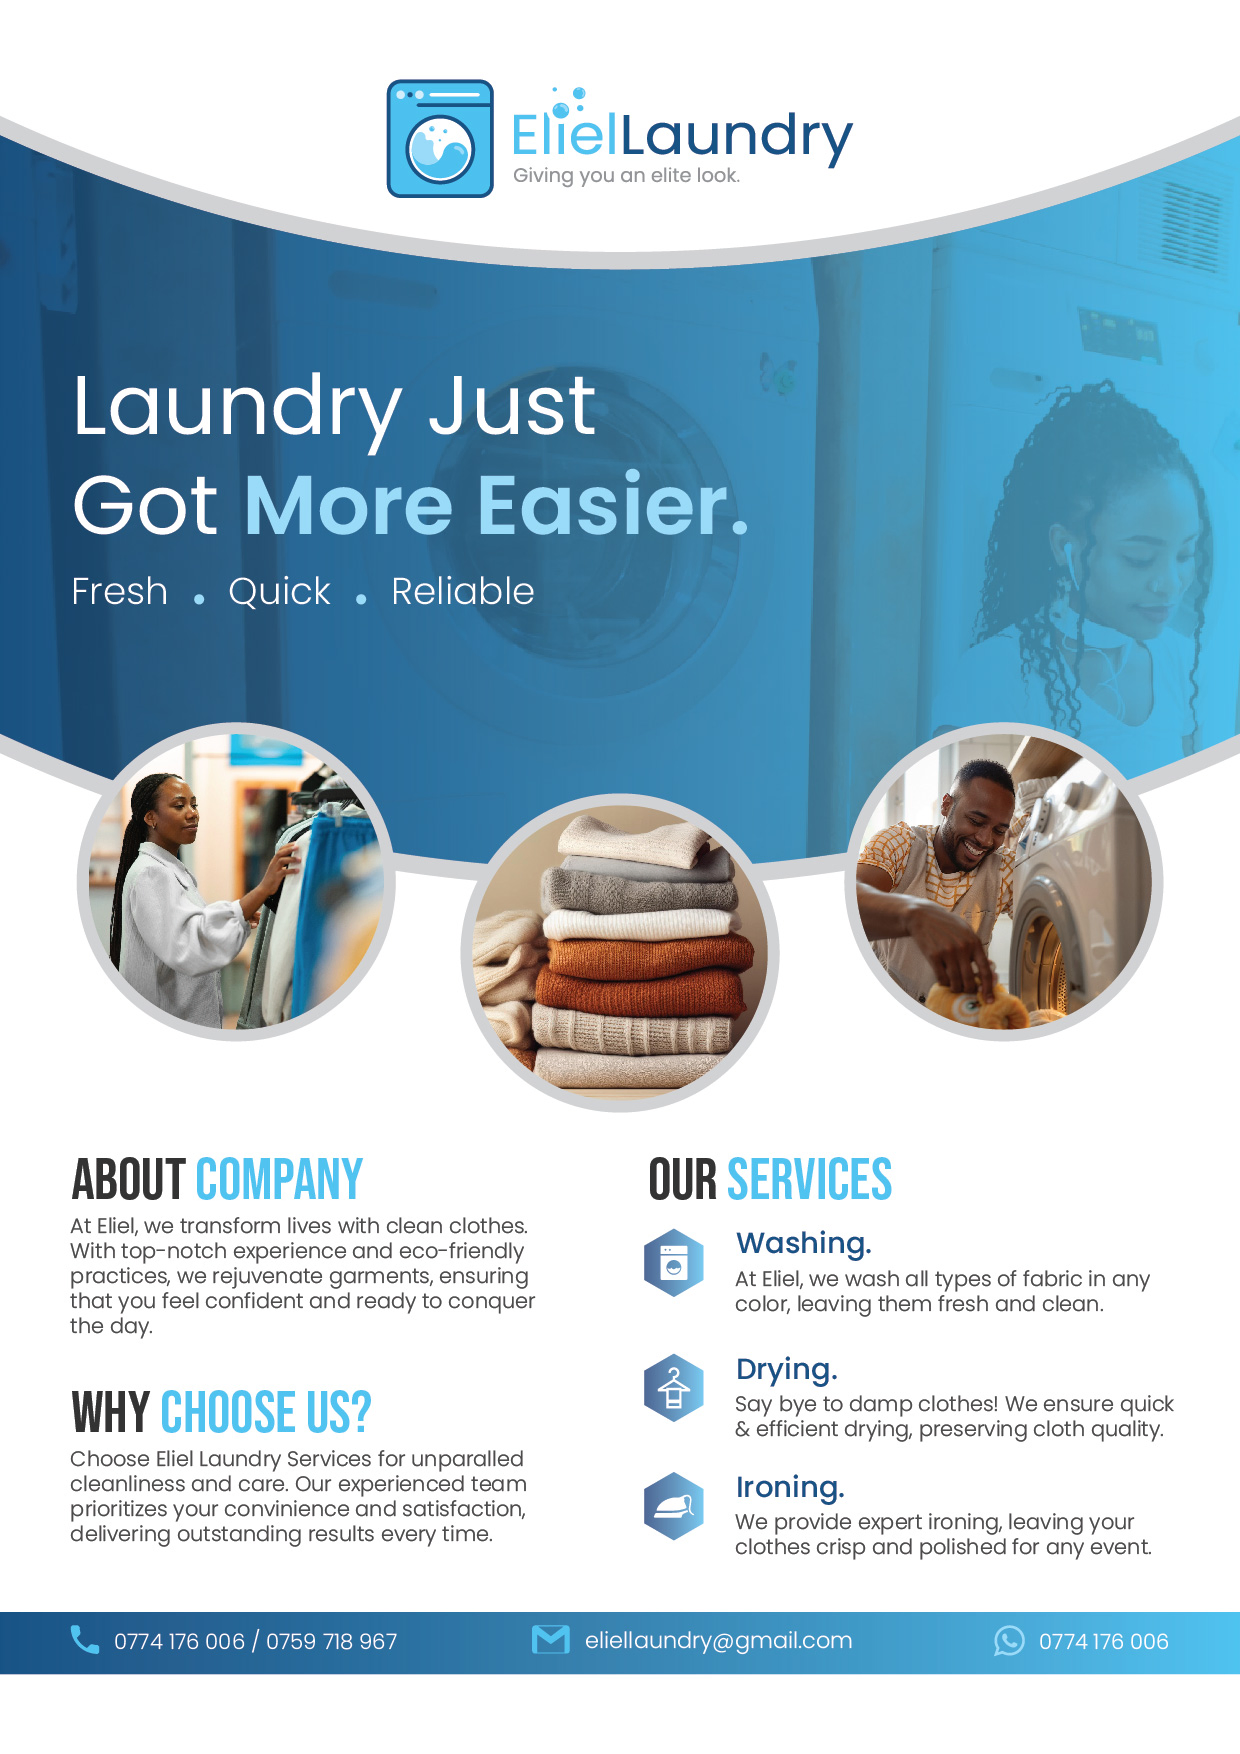 ElielLaundry
Giving you an elite look.
Laundry Just
Got More Easier.
Fresh . Quick . Reliable
ABOUT COMPANY
At Eliel, we transform lives with clean clothes.
With top-notch experience and eco-friendly
practices, we rejuvenate garments, ensuring
that you feel confident and ready to conquer
the day.
WHY CHOOSE US?
Choose Eliel Laundry Services for unparalled
cleanliness and care. Our experienced team
prioritizes your convinience and satisfaction,
delivering outstanding results every time.
OUR SERVICES
Washing.
At Eliel, we wash all types of fabric in any
color, leaving them fresh and clean.
Drying.
Say bye to damp clothes! We ensure quick
& efficient drying, preserving cloth quality.
Ironing.
We provide expert ironing, leaving your
clothes crisp and polished for any event.
0774 176 006 / 0759 718 967
eliellaundry@gmail.com
0774 176 006